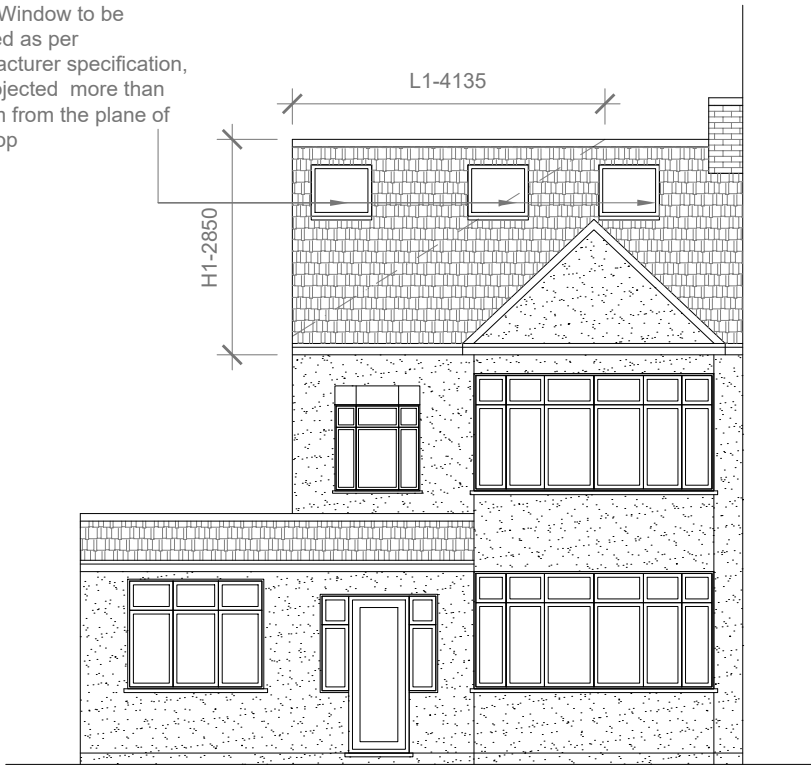 Window to be
ed as per
acturer specification,
ojected more than
n from the plane of
op
L1-4135
H1-2850